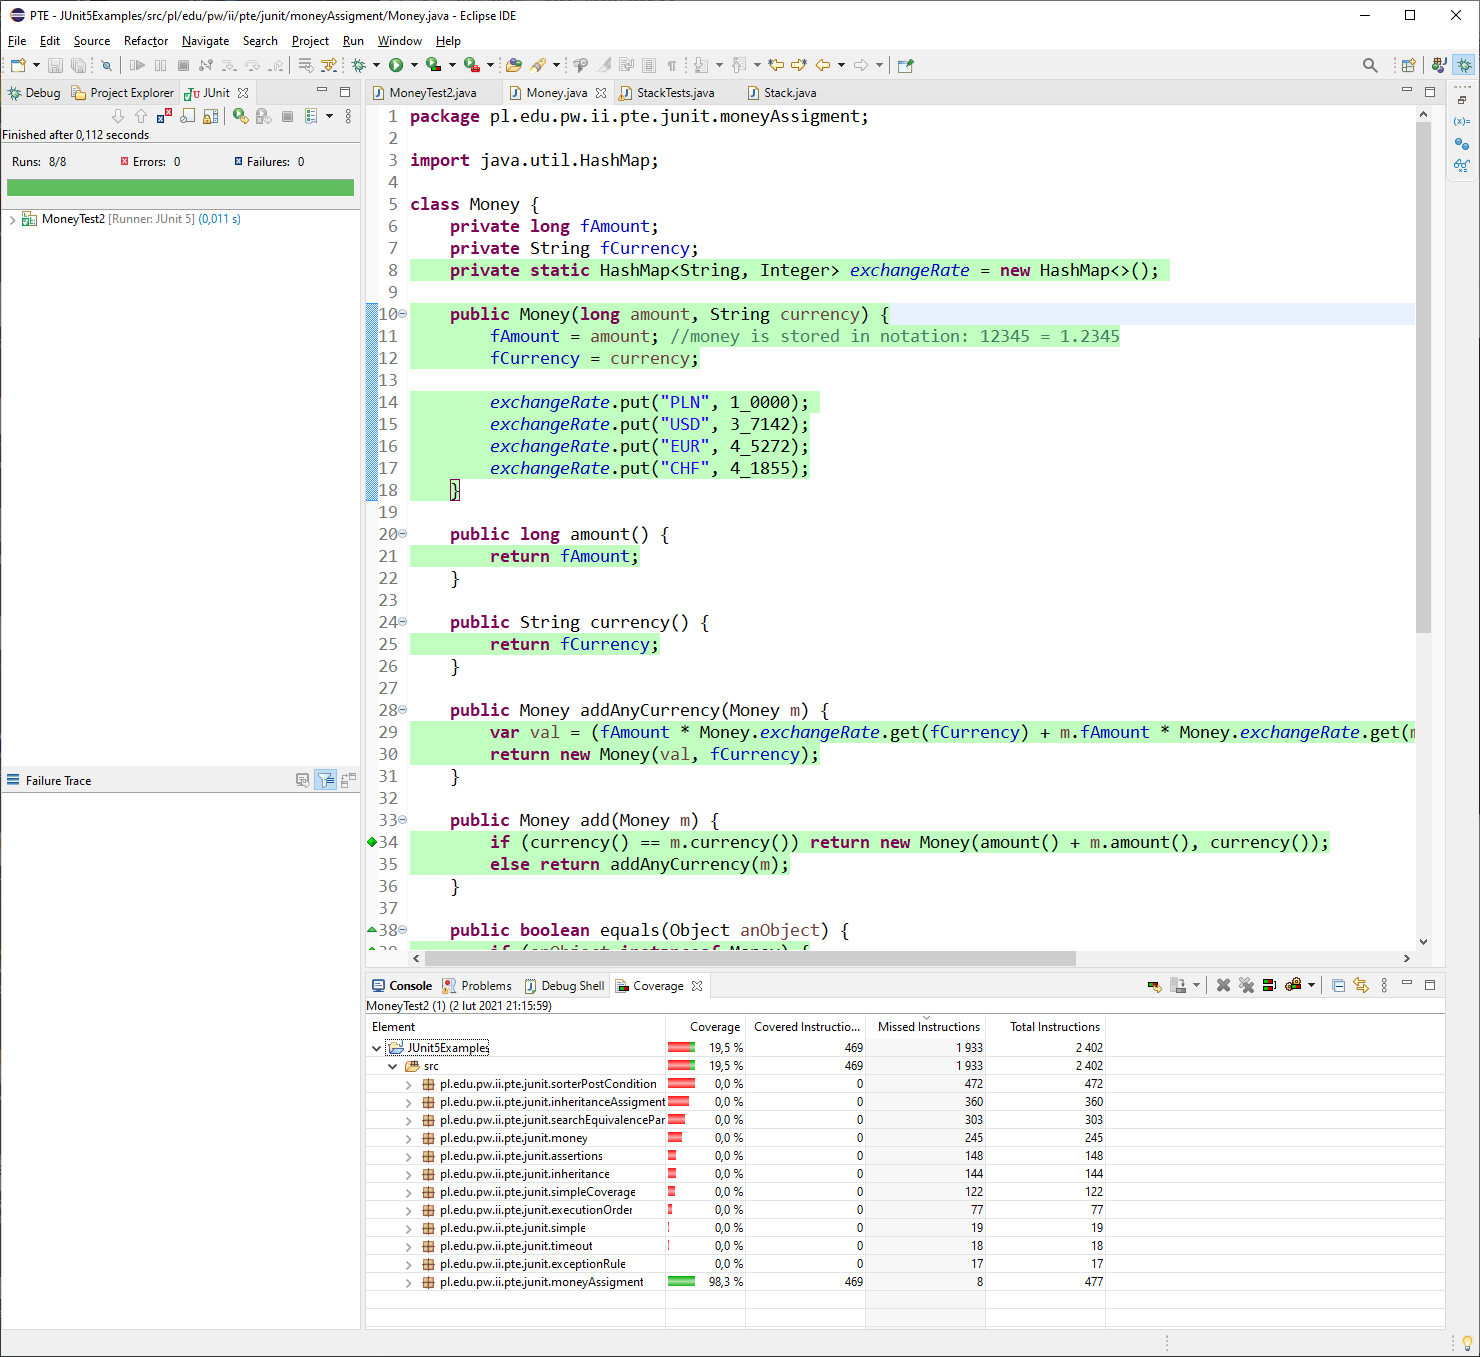 PTE - JUnit5Examples/src/pl/edu/pw/ii/pte/junit/moneyAssigment/Money.java - Eclipse IDE
File Edit Source Refactor Navigate Search Project Run Window Help
Debug Project Explorer JUnit
Finished after 0,112 seconds
Runs: 8/8 Errors: 0 Failures: 0
MoneyTest2 [Runner: JUnit 5] (0,011 s)
Failure Trace
MoneyTest2.java Money.java StackTests.java Stack.java
1 package pl.edu.pw.ii.pte.junit.moneyAssigment;
2
3 import java.util.HashMap;
4
5 class Money {
6 private long fAmount;
7 private String fCurrency;
8 private static HashMap<String, Integer> exchangeRate = new HashMap<>();
9
10 public Money(long amount, String currency) {
11 fAmount = amount; //money is stored in notation: 12345 = 1.2345
12 fCurrency = currency;
13
14 exchangeRate.put("PLN", 1_0000);
15 exchangeRate.put("USD", 3_7142);
16 exchangeRate.put("EUR", 4_5272);
17 exchangeRate.put("CHF", 4_1855);
18 }
19
20 public long amount() {
21 return fAmount;
22 }
23
24 public String currency() {
25 return fCurrency;
26 }
27
28 public Money addAnyCurrency(Money m) {
29 var val = (fAmount * Money.exchangeRate.get(fCurrency) + m.fAmount * Money.exchangeRate.get(m
30 return new Money(val, fCurrency);
31 }
32
33 public Money add(Money m) {
34 if (currency() == m.currency()) return new Money(amount() + m.amount(), currency());
35 else return addAnyCurrency(m);
36 }
37
38 public boolean equals(Object anObject) {
39 if (anObject instanceof Money) {
Console Problems Debug Shell Coverage
MoneyTest2 (1) (2 lut 2021 21:15:59)
Element Coverage Covered Instructio... Missed Instructions Total Instructions
JUnit5Examples 19,5 % 469 1 933 2 402
src 19,5 % 469 1 933 2 402
pl.edu.pw.ii.pte.junit.sorterPostCondition 0,0 % 0 472 472
pl.edu.pw.ii.pte.junit.inheritanceAssigment 0,0 % 0 360 360
pl.edu.pw.ii.pte.junit.searchEquivalencePar 0,0 % 0 303 303
pl.edu.pw.ii.pte.junit.money 0,0 % 0 245 245
pl.edu.pw.ii.pte.junit.assertions 0,0 % 0 148 148
pl.edu.pw.ii.pte.junit.inheritance 0,0 % 0 144 144
pl.edu.pw.ii.pte.junit.simpleCoverage 0,0 % 0 122 122
pl.edu.pw.ii.pte.junit.executionOrder 0,0 % 0 77 77
pl.edu.pw.ii.pte.junit.simple 0,0 % 0 19 19
pl.edu.pw.ii.pte.junit.timeout 0,0 % 0 18 18
pl.edu.pw.ii.pte.junit.exceptionRule 0,0 % 0 17 17
pl.edu.pw.ii.pte.junit.moneyAssigment 98,3 % 469 8 477